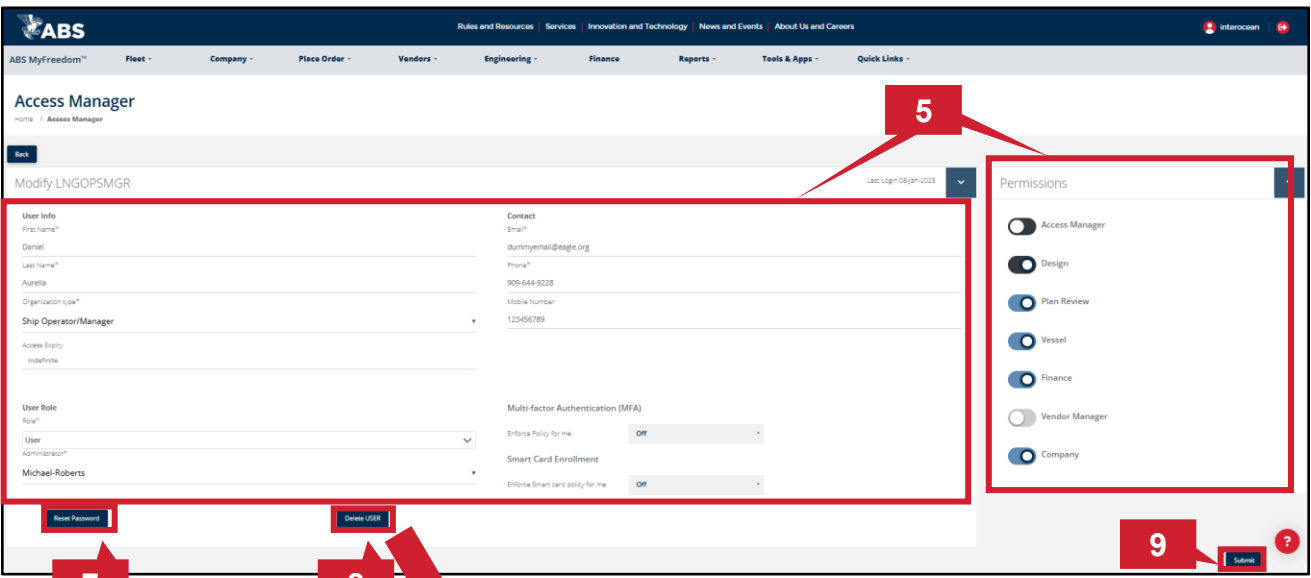 ABS
Rules and Resources | Services | Innovation and Technology | News and Events | About Us and Careers
interocean
ABS MyFreedom™ Fleet Company Place Order Vendors Engineering Finance Reports Tools & Apps Quick Links
Access Manager
Home / Access Manager
5
Back
Modify LNGOPSMGR
Last Login:08-Jan-2025
Permissions
User Info
Contact
First Name*
Email*
Daniel
dummyemail@eagle.org
Last Name*
Phone*
Aurelia
909-644-9228
Organization type*
Mobile Number
Ship Operator/Manager
123456789
Access Expiry
Indefinite
User Role
Multi-factor Authentication (MFA)
Role*
Enforce Policy for me: Off
User
Administrator*
Smart Card Enrollment
Michael-Roberts
Enforce Smart card policy for me: Off
Access Manager
Design
Plan Review
Vessel
Finance
Vendor Manager
Company
Reset Password
Delete USER
9
?
Submit